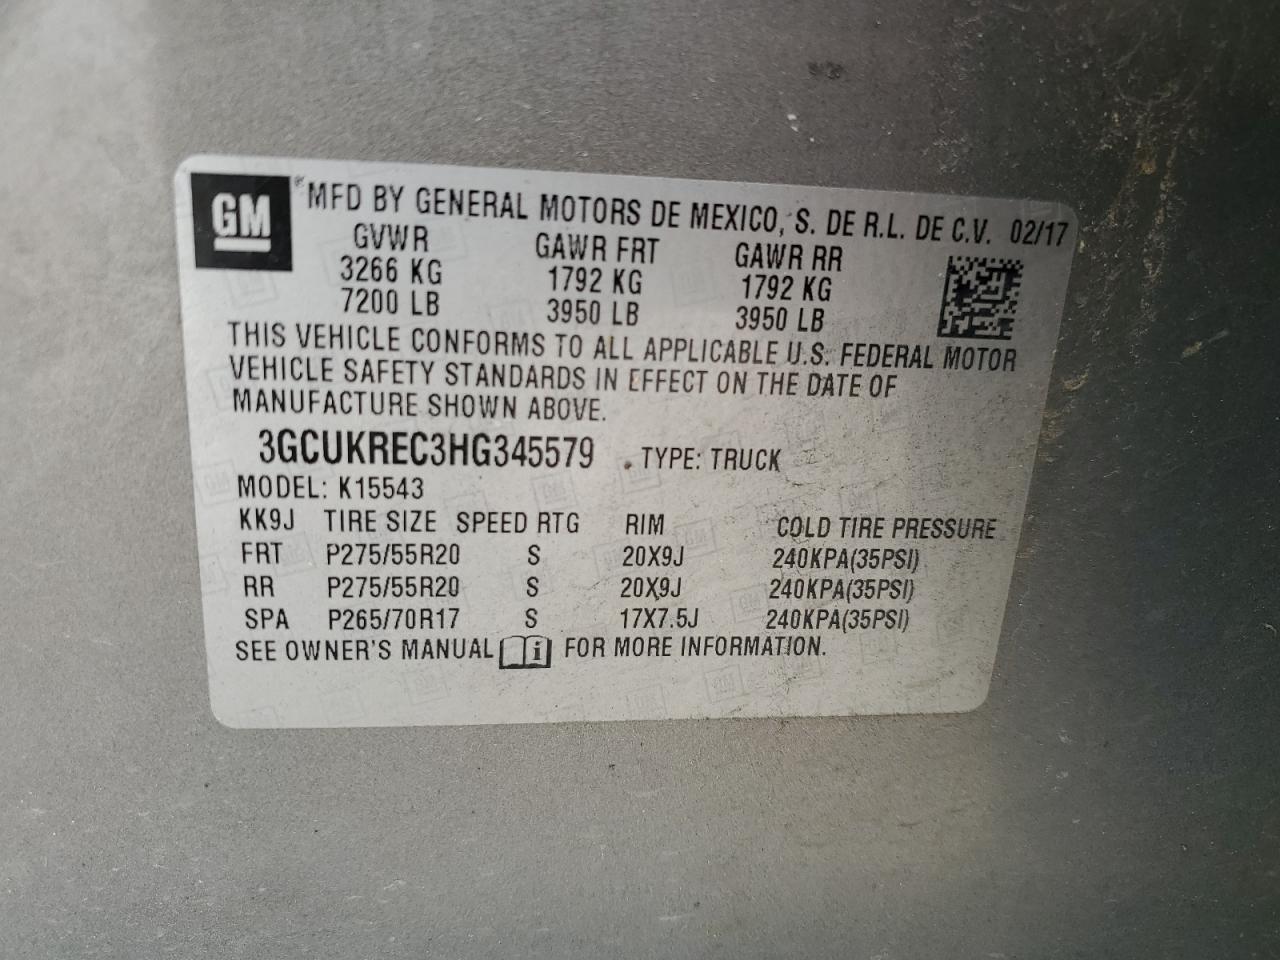 GM ® MFD BY GENERAL MOTORS DE MEXICO, S. DE R.L. DE C.V. 02/17
GVWR GAWR FRT GAWR RR
3266 KG 1792 KG 1792 KG
7200 LB 3950 LB 3950 LB
THIS VEHICLE CONFORMS TO ALL APPLICABLE U.S. FEDERAL MOTOR
VEHICLE SAFETY STANDARDS IN EFFECT ON THE DATE OF
MANUFACTURE SHOWN ABOVE.
3GCUKREC3HG345579 TYPE: TRUCK
MODEL: K15543
KK9J TIRE SIZE SPEED RTG RIM COLD TIRE PRESSURE
FRT P275/55R20 S 20X9J 240KPA(35PSI)
RR P275/55R20 S 20X9J 240KPA(35PSI)
SPA P265/70R17 S 17X7.5J 240KPA(35PSI)
SEE OWNER'S MANUAL i FOR MORE INFORMATION.